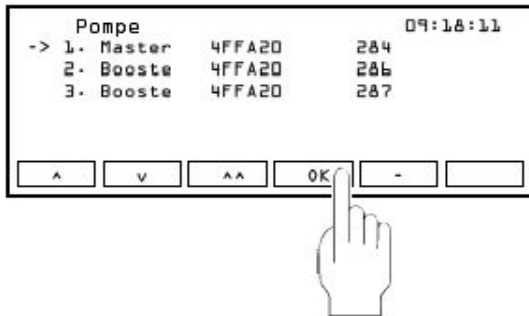 Pompe 09:18:11
-> 1. Master 4FFA20 284
2. Booste 4FFA20 286
3. Booste 4FFA20 287
^ v ^^ OK -